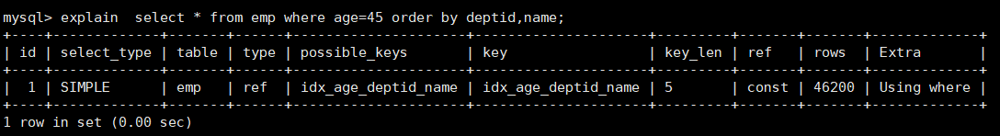 mysql> explain  select * from emp where age=45 order by deptid,name;
+----+-------------+-------+------+---------------------+---------------------+---------+-------+-------+-------------+
| id | select_type | table | type | possible_keys       | key                 | key_len | ref   | rows  | Extra       |
+----+-------------+-------+------+---------------------+---------------------+---------+-------+-------+-------------+
|  1 | SIMPLE      | emp   | ref  | idx_age_deptid_name | idx_age_deptid_name | 5       | const | 46200 | Using where |
+----+-------------+-------+------+---------------------+---------------------+---------+-------+-------+-------------+
1 row in set (0.00 sec)